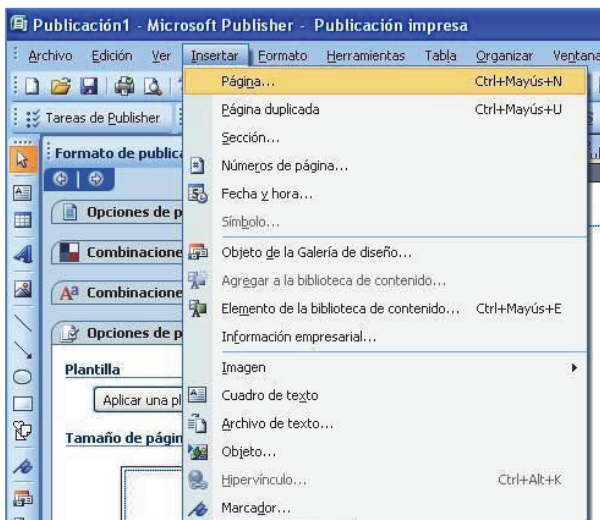 Publicación1 - Microsoft Publisher - Publicación impresa
Archivo Edición Ver Insertar Formato Herramientas Tabla Organizar Ventana
Página... Ctrl+Mayús+N
Tareas de Publisher
Página duplicada Ctrl+Mayús+U
Sección...
Formato de publica
Números de página...
Fecha y hora...
Opciones de p
Símbolo...
Combinacione
Objeto de la Galería de diseño...
Agregar a la biblioteca de contenido...
Combinacione
Elemento de la biblioteca de contenido... Ctrl+Mayús+E
Opciones de p
Información empresarial...
Plantilla
Imagen
Aplicar una pl
Cuadro de texto
Archivo de texto...
Tamaño de págin
Objeto...
Hipervínculo... Ctrl+Alt+K
Marcador...